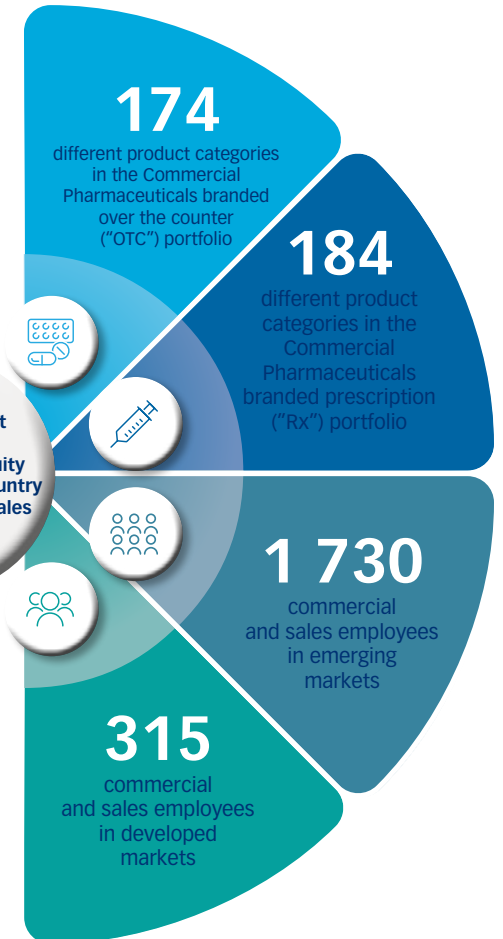 174
different product categories
in the Commercial
Pharmaceuticals branded
over the counter
(“OTC”) portfolio
184
different product
categories in the
Commercial
Pharmaceuticals
branded prescription
(“Rx”) portfolio
1 730
commercial
and sales employees
in emerging
markets
315
commercial
and sales employees
in developed
markets